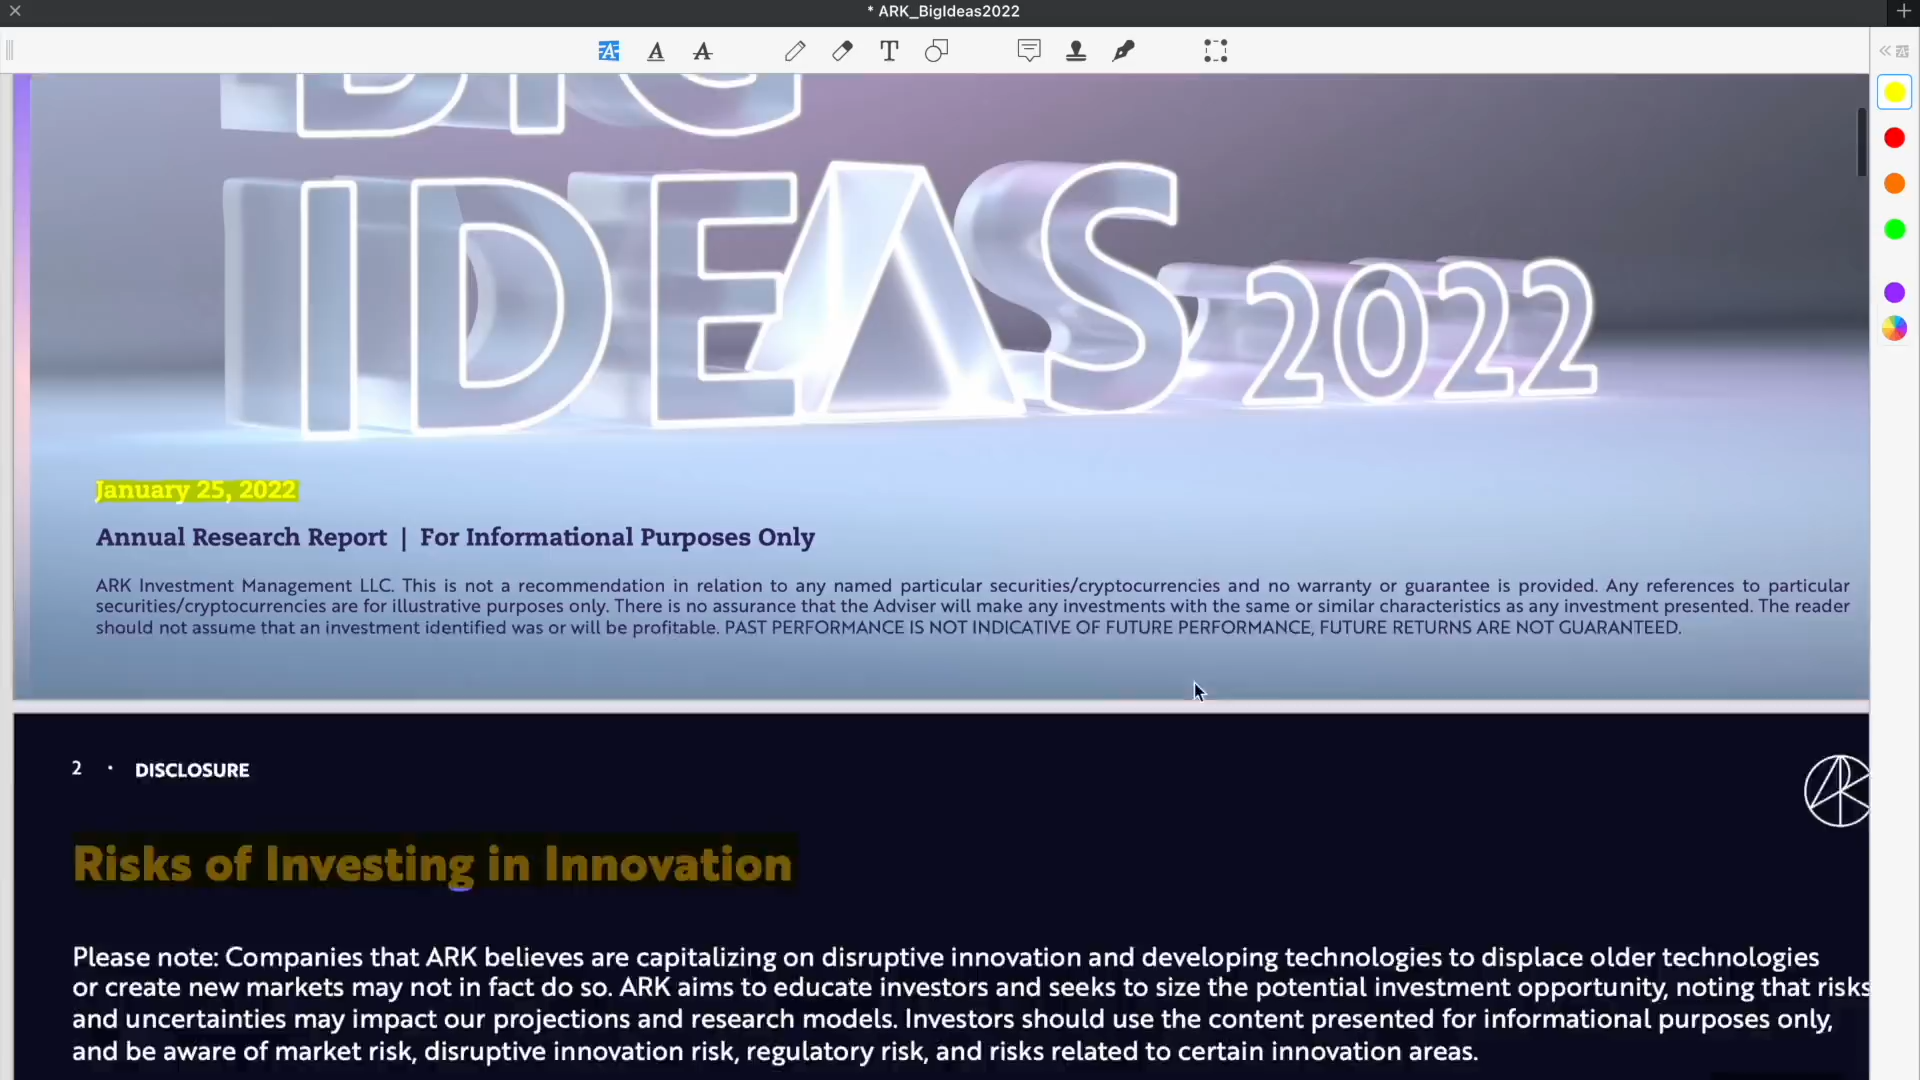 * ARK_BigIdeas2022
BIG
IDEAS 2022
January 25, 2022
Annual Research Report | For Informational Purposes Only
ARK Investment Management LLC. This is not a recommendation in relation to any named particular securities/cryptocurrencies and no warranty or guarantee is provided. Any references to particular
securities/cryptocurrencies are for illustrative purposes only. There is no assurance that the Adviser will make any investments with the same or similar characteristics as any investment presented. The reader
should not assume that an investment identified was or will be profitable. PAST PERFORMANCE IS NOT INDICATIVE OF FUTURE PERFORMANCE, FUTURE RETURNS ARE NOT GUARANTEED.
2 · DISCLOSURE
ARK
Risks of Investing in Innovation
Please note: Companies that ARK believes are capitalizing on disruptive innovation and developing technologies to displace older technologies
or create new markets may not in fact do so. ARK aims to educate investors and seeks to size the potential investment opportunity, noting that risks
and uncertainties may impact our projections and research models. Investors should use the content presented for informational purposes only,
and be aware of market risk, disruptive innovation risk, regulatory risk, and risks related to certain innovation areas.